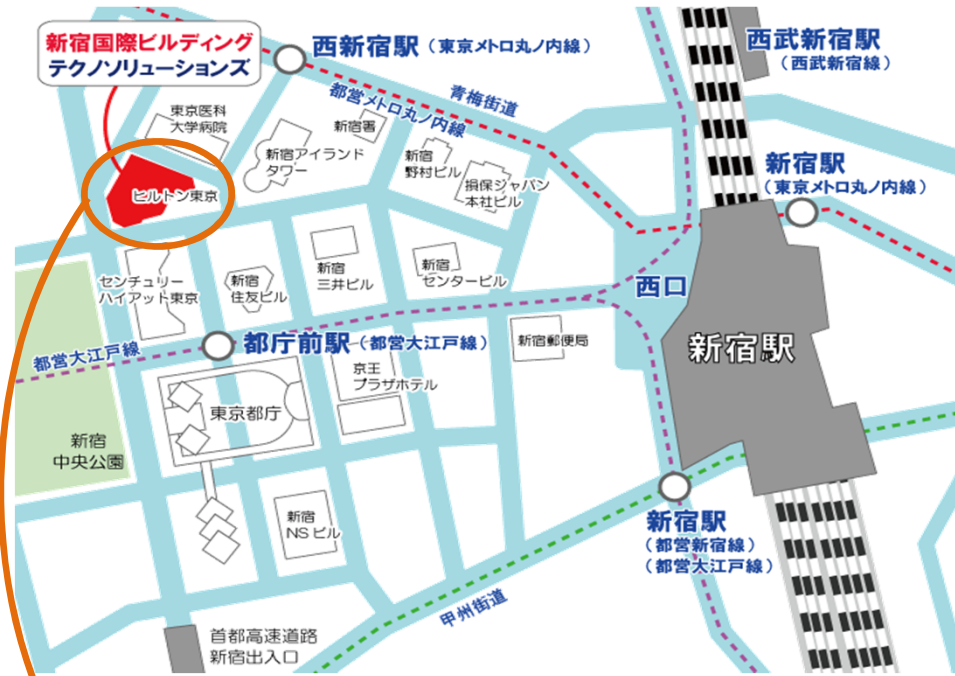 新宿国際ビルディング
テクノソリューションズ
西新宿駅（東京メトロ丸ノ内線）
西武新宿駅
（西武新宿線）
青梅街道
都営メトロ丸ノ内線
東京医科
大学病院
新宿署
新宿アイランド
タワー
新宿
野村ビル
損保ジャパン
本社ビル
新宿駅
（東京メトロ丸ノ内線）
ヒルトン東京
センチュリー
ハイアット東京
新宿
住友ビル
新宿
三井ビル
新宿
センタービル
西口
新宿駅
都営大江戸線
都庁前駅（都営大江戸線）
新宿郵便局
京王
プラザホテル
東京都庁
新宿
中央公園
新宿
NSビル
新宿駅
（都営新宿線）
（都営大江戸線）
甲州街道
首都高速道路
新宿出入口